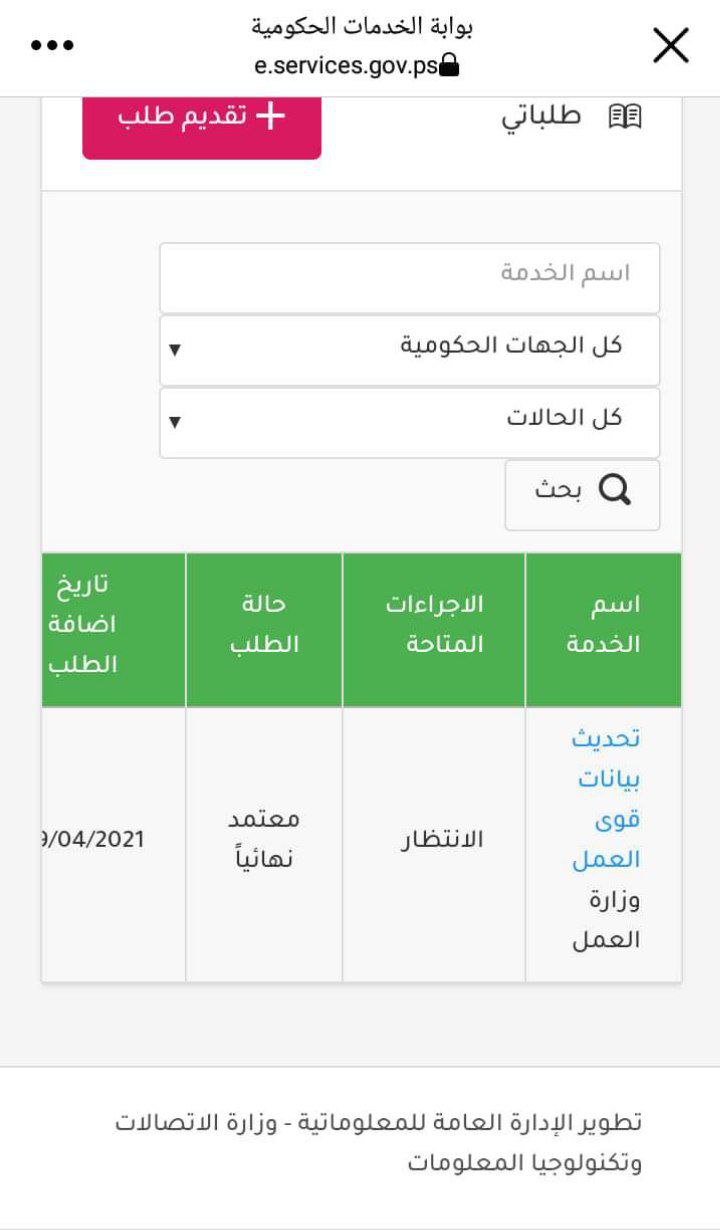 بوابة الخدمات الحكومية
e.services.gov.ps
طلباتي
تقديم طلب
اسم الخدمة
كل الجهات الحكومية
كل الحالات
بحث
اسم
الخدمة
الاجراءات
المتاحة
حالة
الطلب
تاريخ
اضافة
الطلب
تحديث
بيانات
قوى
العمل
وزارة
العمل
الانتظار
معتمد
نهائياً
9/04/2021
تطوير الإدارة العامة للمعلوماتية - وزارة الاتصالات
وتكنولوجيا المعلومات